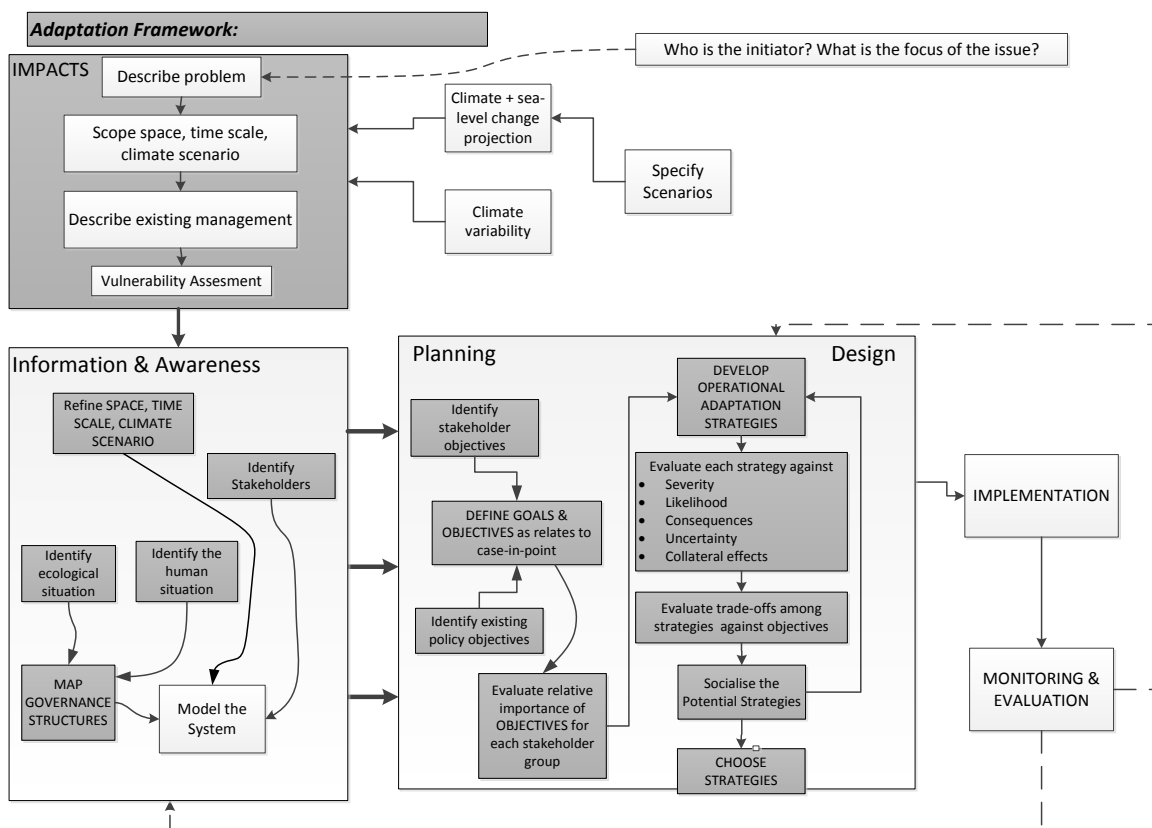 Adaptation Framework:
Who is the initiator? What is the focus of the issue?
IMPACTS
Describe problem
Scope space, time scale,
climate scenario
Describe existing management
Vulnerability Assesment
Climate + sea-
level change
projection
Specify
Scenarios
Climate
variability
Information & Awareness
Refine SPACE, TIME
SCALE, CLIMATE
SCENARIO
Identify
Stakeholders
Identify
ecological
situation
Identify the
human
situation
MAP
GOVERNANCE
STRUCTURES
Model the
System
Planning
Design
Identify
stakeholder
objectives
DEFINE GOALS &
OBJECTIVES as relates to
case-in-point
Identify existing
policy objectives
Evaluate relative
importance of
OBJECTIVES for
each stakeholder
group
DEVELOP
OPERATIONAL
ADAPTATION
STRATEGIES
Evaluate each strategy against
• Severity
• Likelihood
• Consequences
• Uncertainty
• Collateral effects
Evaluate trade-offs among
strategies against objectives
Socialise the
Potential Strategies
CHOOSE
STRATEGIES
IMPLEMENTATION
MONITORING &
EVALUATION